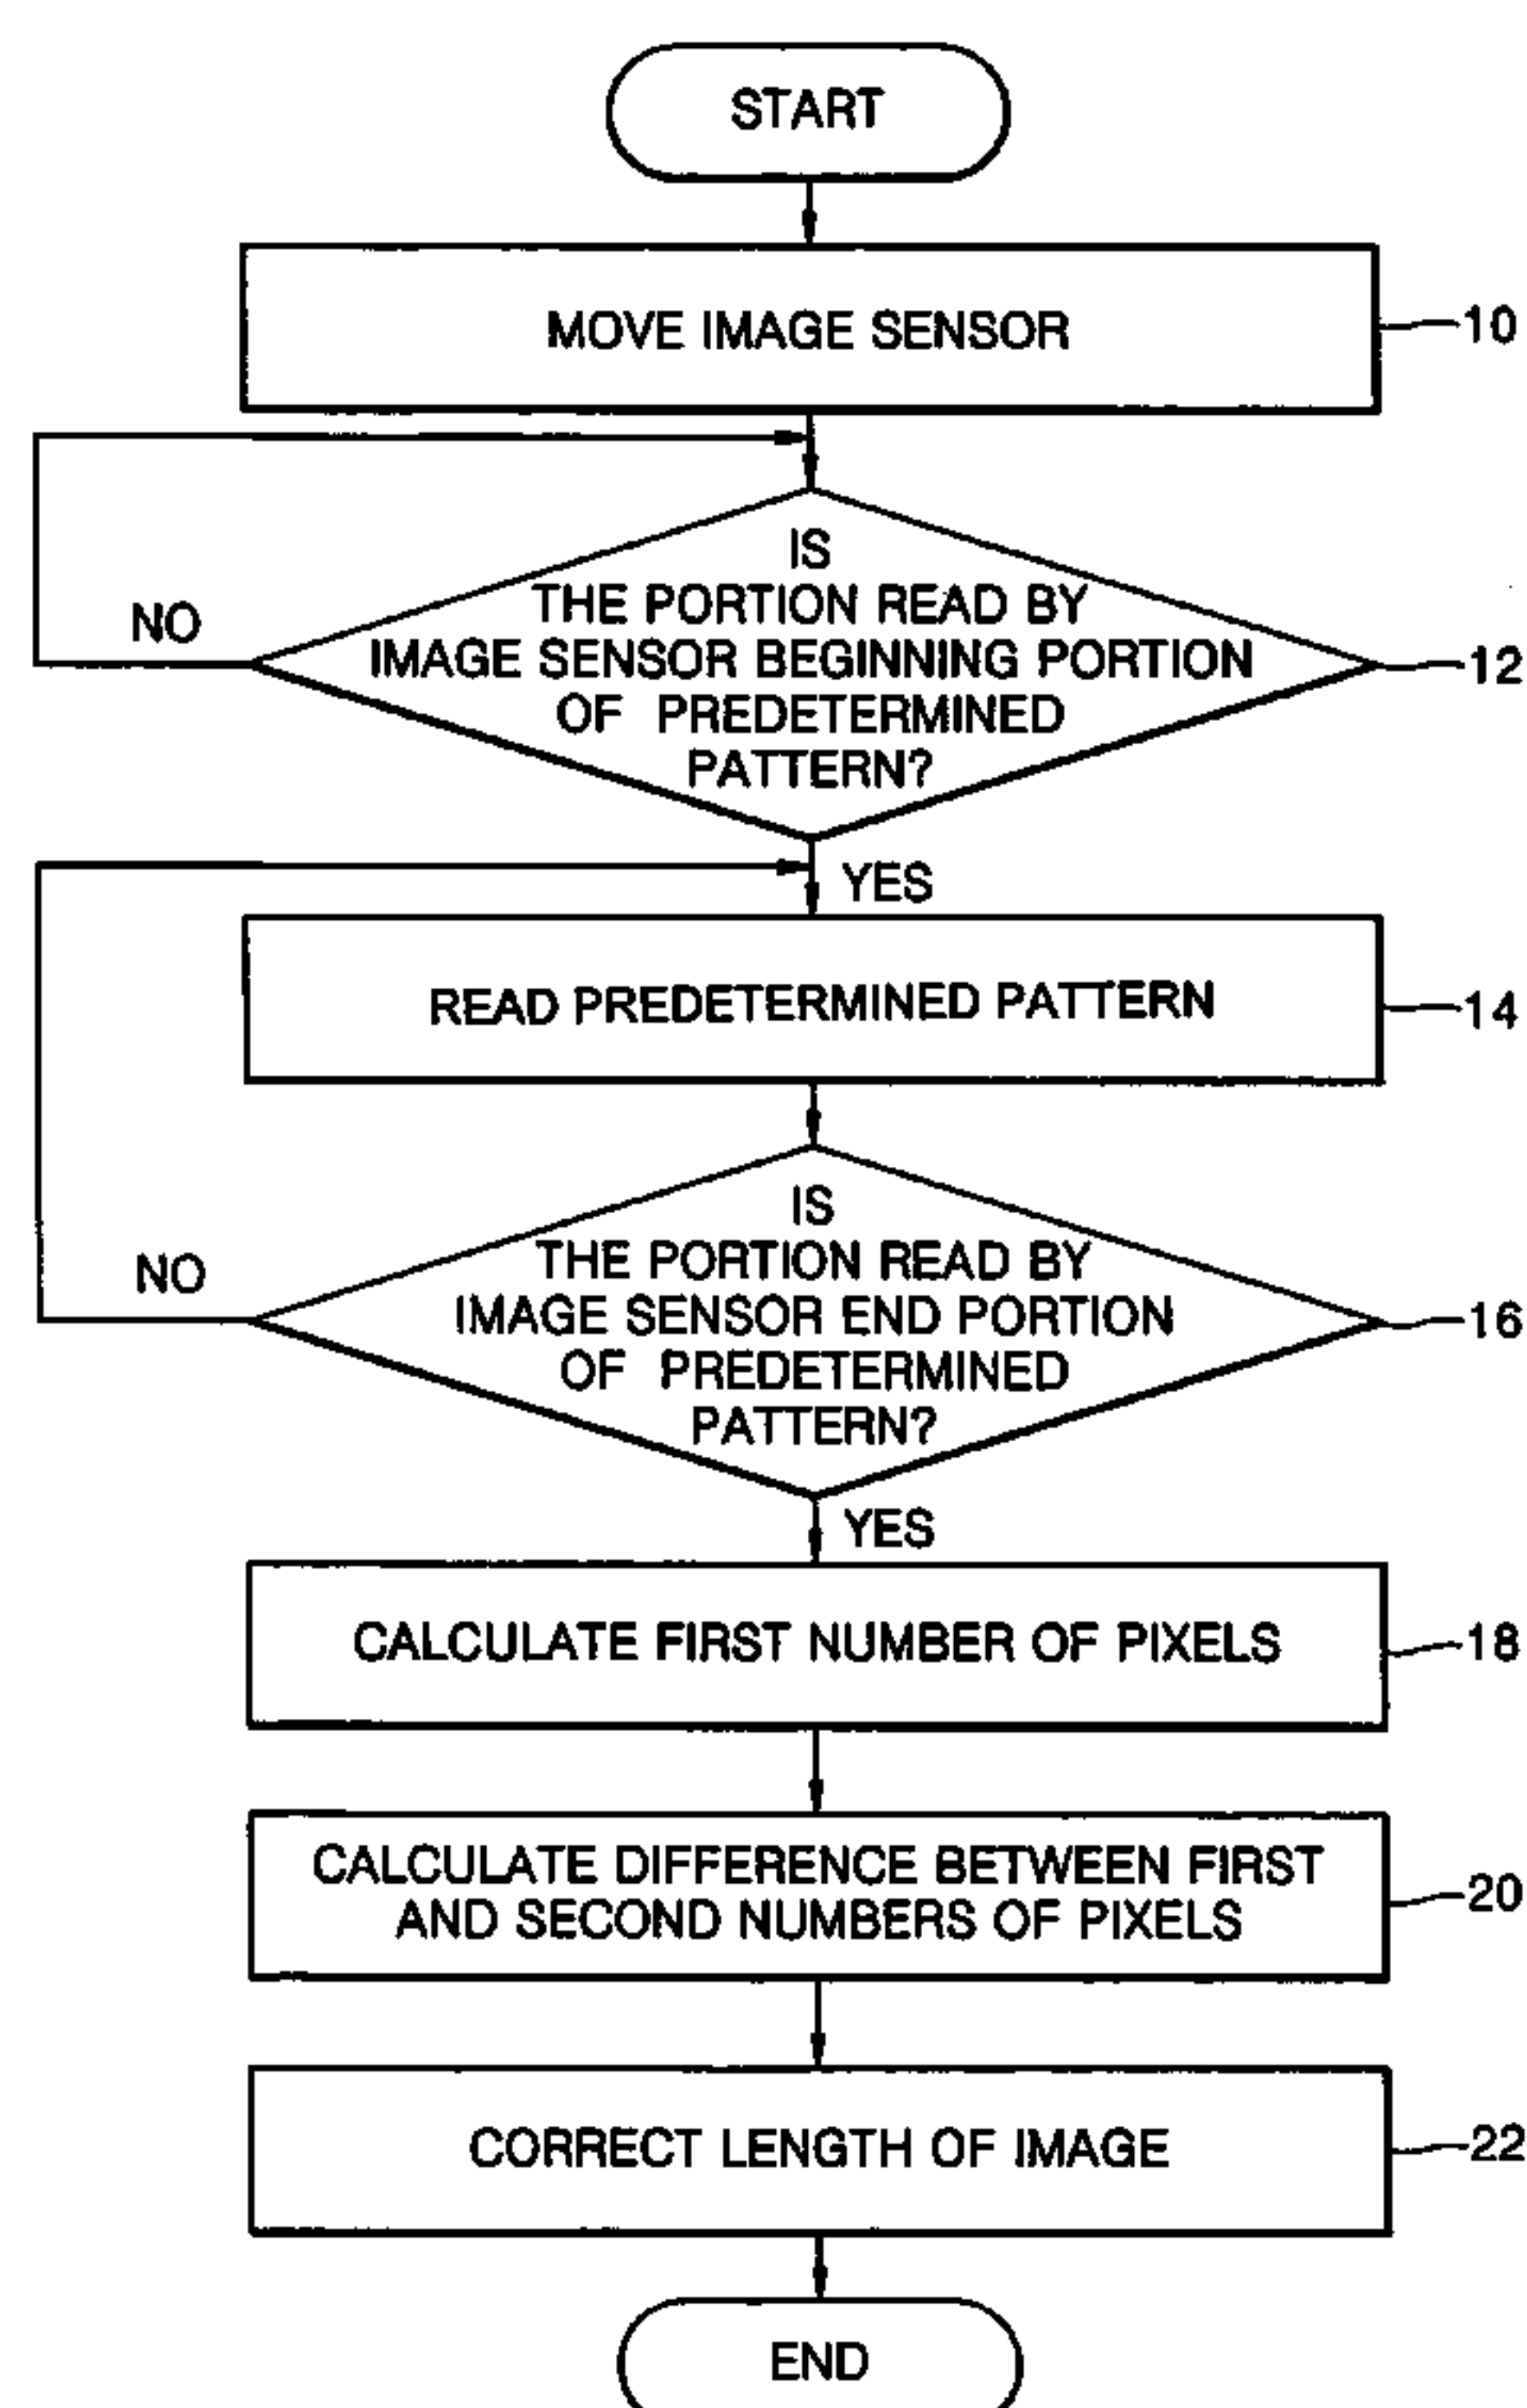 START
MOVE IMAGE SENSOR
10
IS
THE PORTION READ BY
IMAGE SENSOR BEGINNING PORTION
OF PREDETERMINED
PATTERN?
12
NO
YES
READ PREDETERMINED PATTERN
14
IS
THE PORTION READ BY
IMAGE SENSOR END PORTION
OF PREDETERMINED
PATTERN?
16
NO
YES
CALCULATE FIRST NUMBER OF PIXELS
18
CALCULATE DIFFERENCE BETWEEN FIRST
AND SECOND NUMBERS OF PIXELS
20
CORRECT LENGTH OF IMAGE
22
END